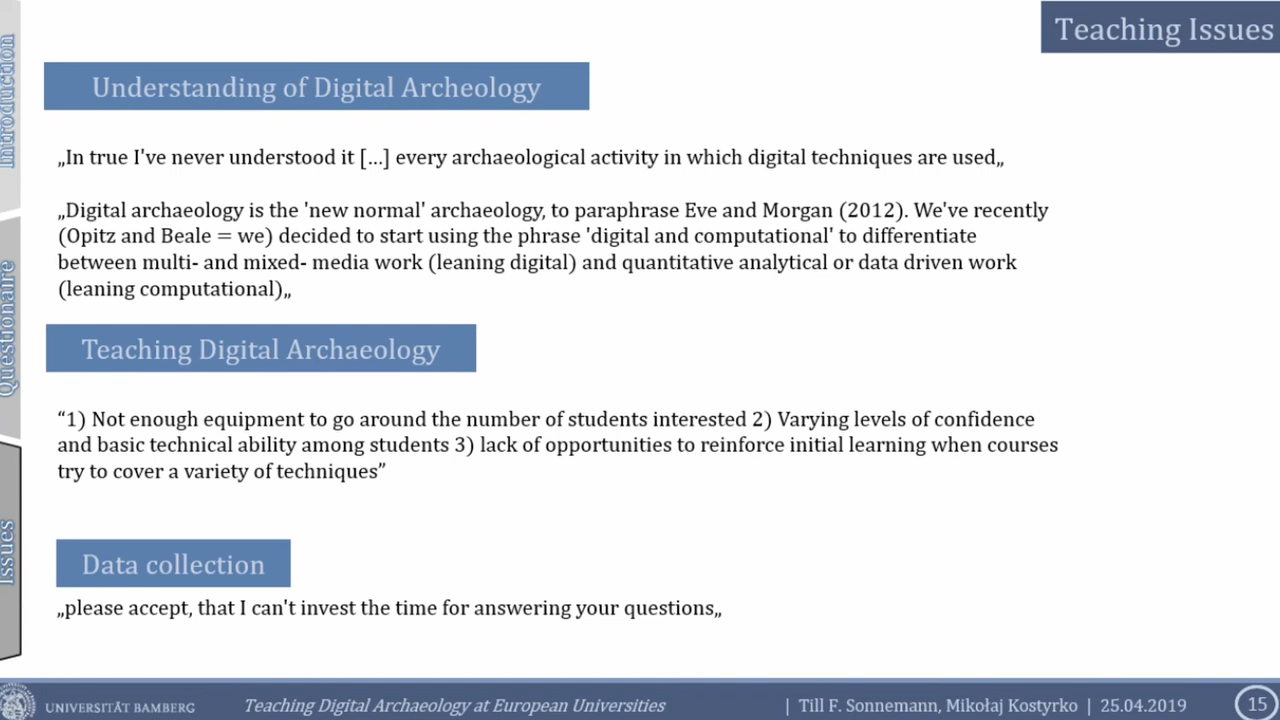 Teaching Issues
Introduction
Understanding of Digital Archeology
„In true I've never understood it [...] every archaeological activity in which digital techniques are used„
„Digital archaeology is the 'new normal' archaeology, to paraphrase Eve and Morgan (2012). We've recently
(Opitz and Beale = we) decided to start using the phrase 'digital and computational' to differentiate
between multi- and mixed- media work (leaning digital) and quantitative analytical or data driven work
(leaning computational)„
Questionaire
Teaching Digital Archaeology
“1) Not enough equipment to go around the number of students interested 2) Varying levels of confidence
and basic technical ability among students 3) lack of opportunities to reinforce initial learning when courses
try to cover a variety of techniques”
Issues
Data collection
„please accept, that I can't invest the time for answering your questions„
UNIVERSITÄT BAMBERG
Teaching Digital Archaeology at European Universities
| Till F. Sonnemann, Mikołaj Kostyrko | 25.04.2019
15